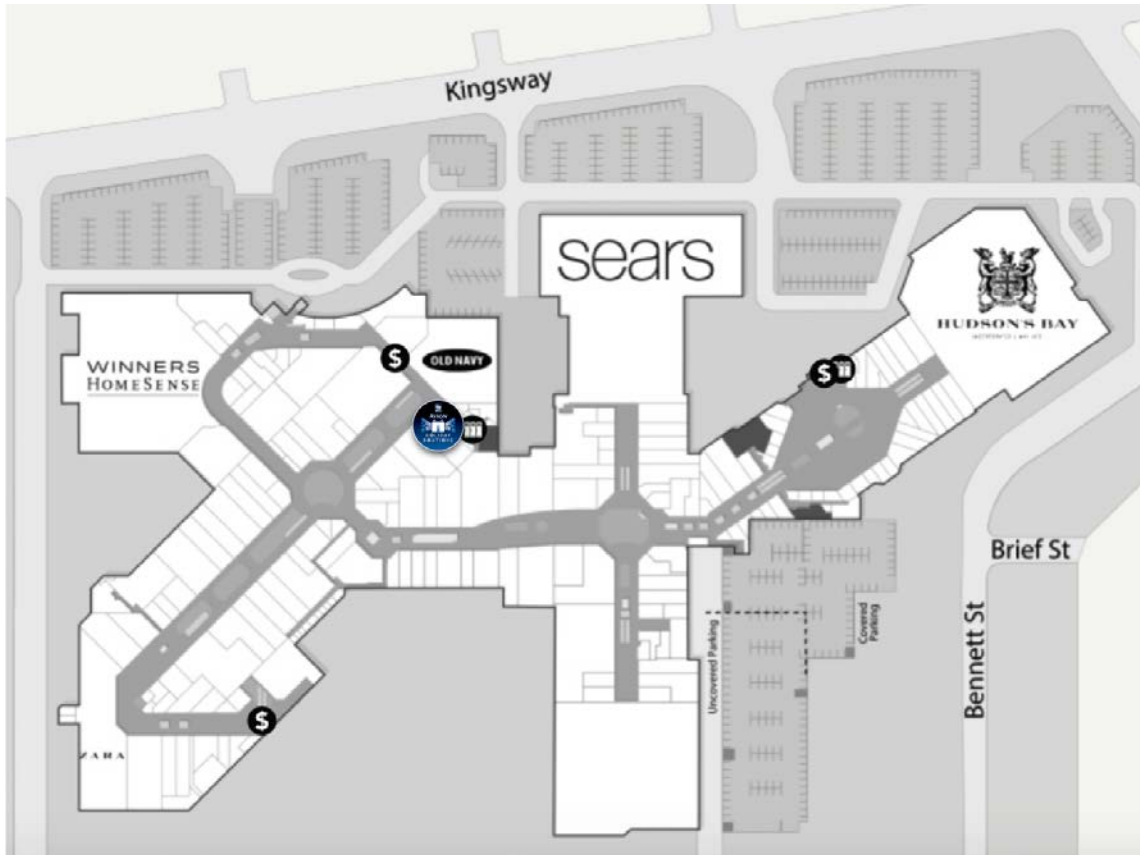 Kingsway
sears
HUDSON'S BAY
WINNERS
HOMESENSE
OLD NAVY
$
$
$
Brief St
Bennett St
Uncovered Parking
Covered
Parking
ZARA